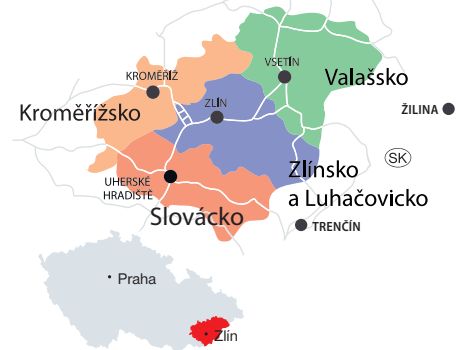 VSETÍN
KROMĚŘÍŽ
Valašsko
ZLÍN
Kroměřížsko
ŽILINA
SK
Zlínsko
a Luhačovicko
UHERSKÉ
HRADIŠTĚ
Slovácko
TRENČÍN
Praha
Zlín